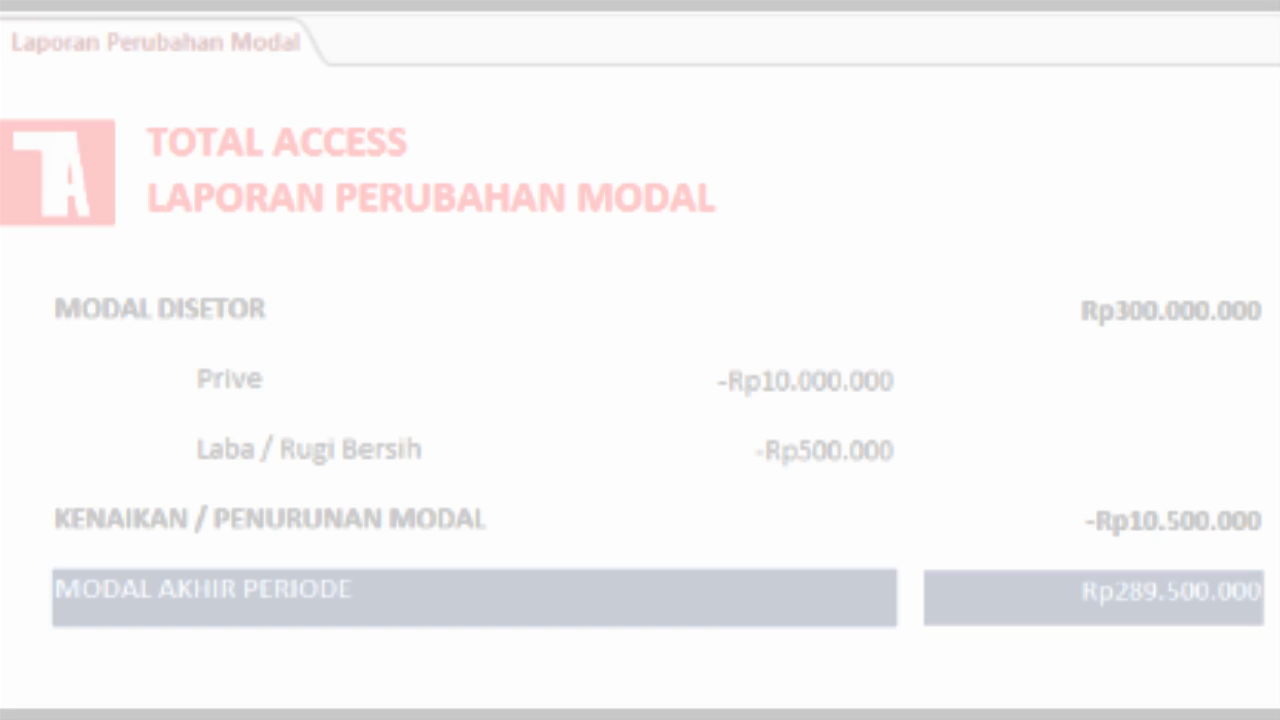 Laporan Perubahan Modal
TA
TOTAL ACCESS
LAPORAN PERUBAHAN MODAL
MODAL DISETOR Rp300.000.000
Prive -Rp10.000.000
Laba / Rugi Bersih -Rp500.000
KENAIKAN / PENURUNAN MODAL -Rp10.500.000
MODAL AKHIR PERIODE Rp289.500.000